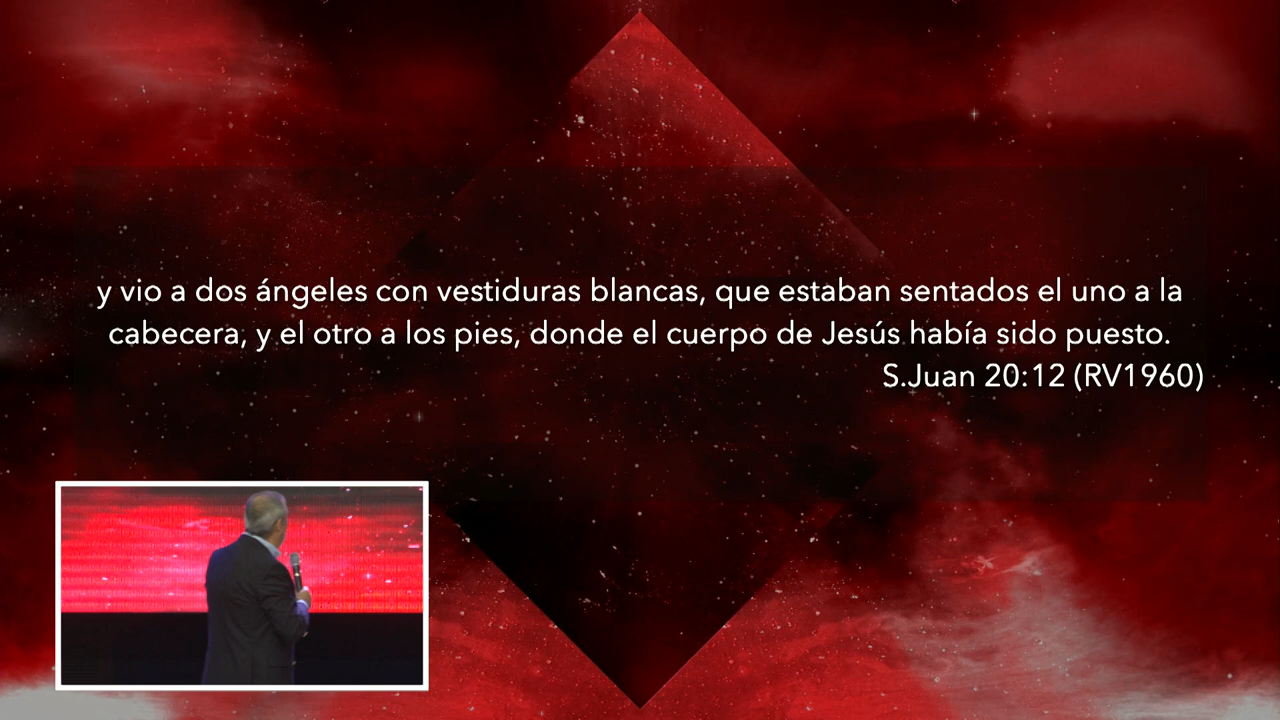 y vio a dos ángeles con vestiduras blancas, que estaban sentados el uno a la
cabecera, y el otro a los pies, donde el cuerpo de Jesús había sido puesto.
S.Juan 20:12 (RV1960)